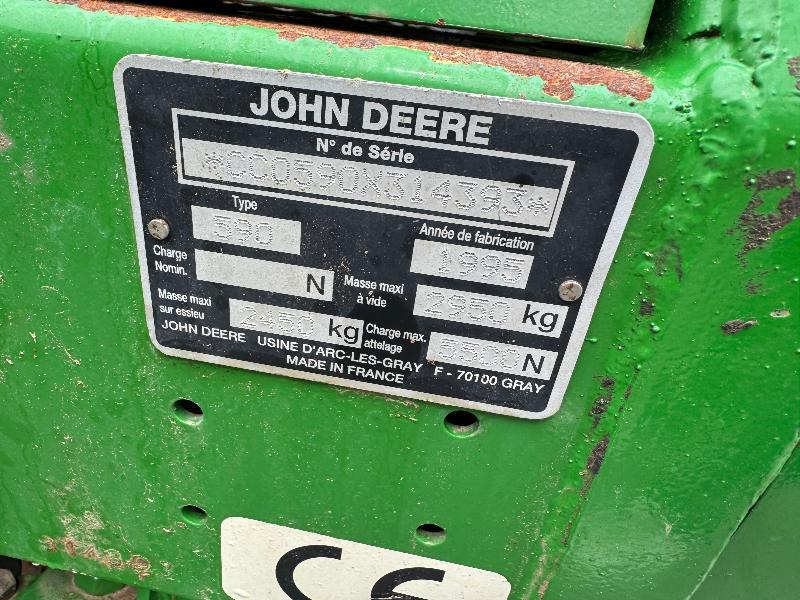 JOHN DEERE
N° de Série
*CC0590X314393*
Type
590
Année de fabrication
1995
Charge
Nomin.
N
Masse maxi
à vide
2950 kg
Masse maxi
sur essieu
2450 kg
Charge max.
attelage
5500 N
JOHN DEERE USINE D'ARC-LES-GRAY F - 70100 GRAY
MADE IN FRANCE
CE